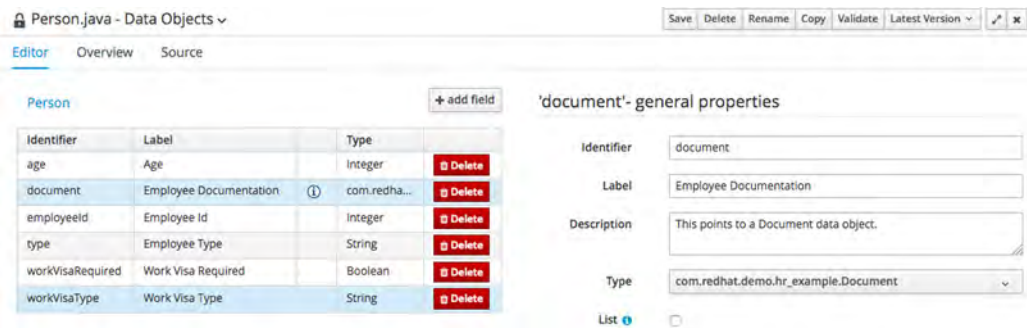 Person.java - Data Objects
Save Delete Rename Copy Validate Latest Version
Editor Overview Source
Person
+ add field
Identifier Label Type
age Age Integer Delete
document Employee Documentation com.redha... Delete
employeeId Employee Id Integer Delete
type Employee Type String Delete
workVisaRequired Work Visa Required Boolean Delete
workVisaType Work Visa Type String Delete
'document'- general properties
Identifier document
Label Employee Documentation
Description This points to a Document data object.
Type com.redhat.demo.hr_example.Document
List